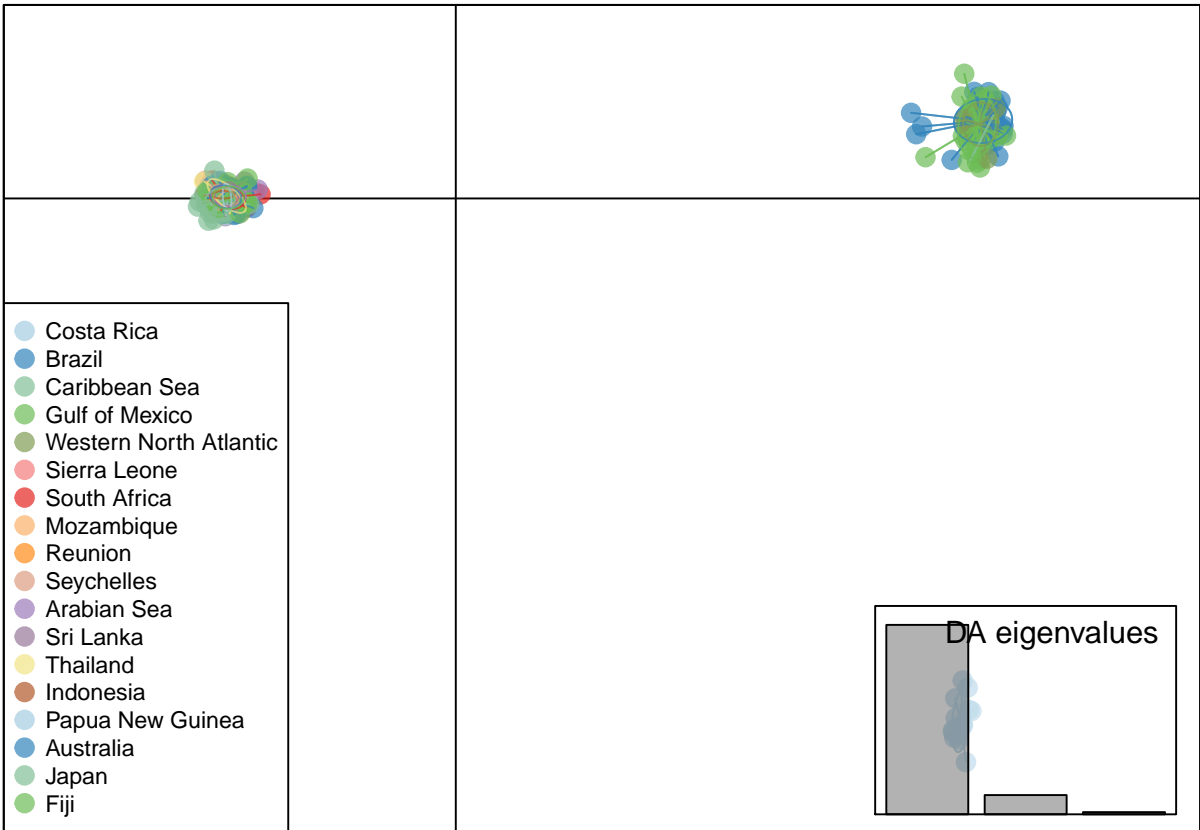 Costa Rica
Brazil
Caribbean Sea
Gulf of Mexico
Western North Atlantic
Sierra Leone
South Africa
Mozambique
Reunion
Seychelles
Arabian Sea
Sri Lanka
Thailand
Indonesia
Papua New Guinea
Australia
Japan
Fiji
DA eigenvalues